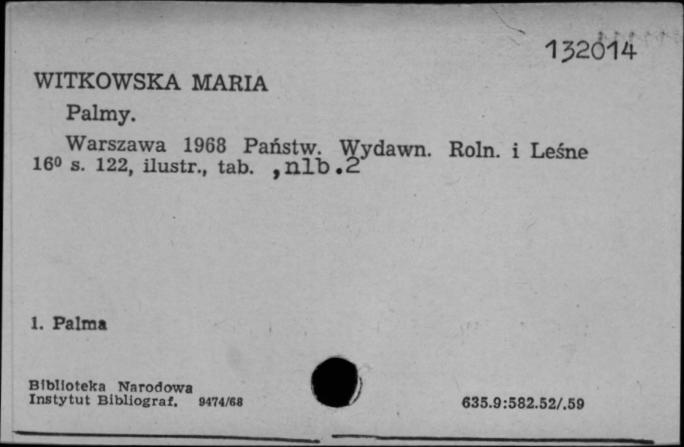 132014
WITKOWSKA MARIA
Palmy.
Warszawa 1968 Państw. Wydawn. Roln. i Leśne
16⁰ s. 122, ilustr., tab. , nlb.2
1. Palma
Biblioteka Narodowa
Instytut Bibliograf. 9474/68
635.9:582.52/.59